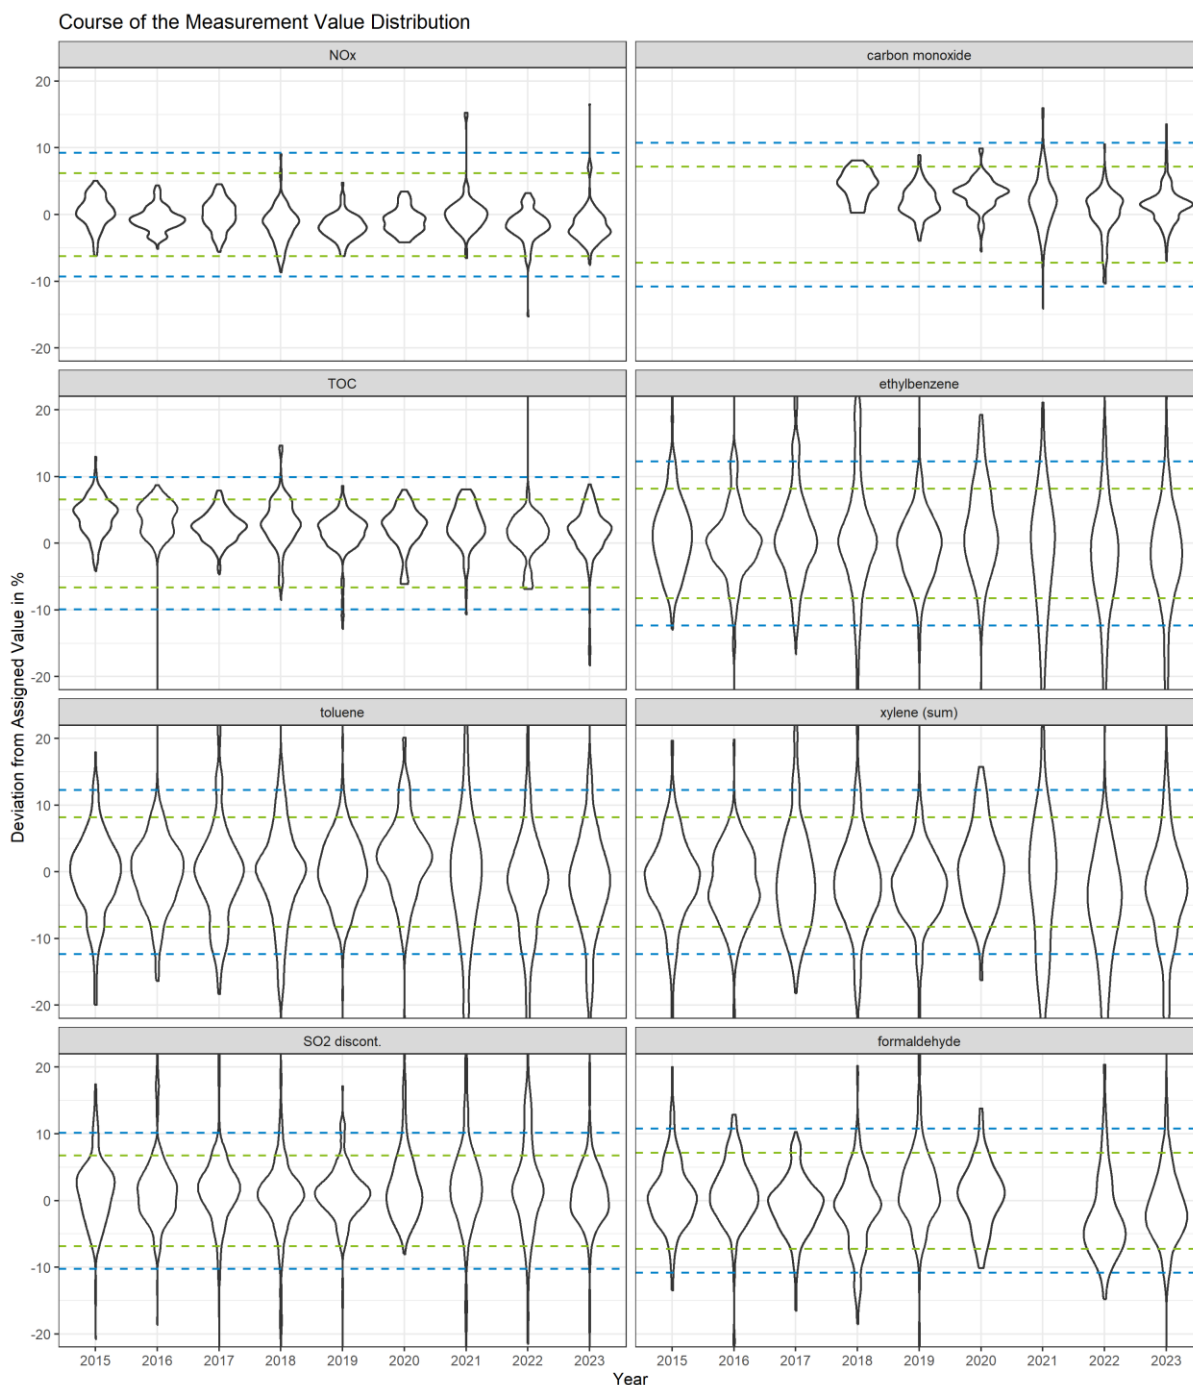 Course of the Measurement Value Distribution
NOx
carbon monoxide
20
10
0
-10
-20
TOC
ethylbenzene
20
10
0
-10
-20
Deviation from Assigned Value in %
toluene
xylene (sum)
20
10
0
-10
-20
SO2 discont.
formaldehyde
20
10
0
-10
-20
2015 2016 2017 2018 2019 2020 2021 2022 2023 2015 2016 2017 2018 2019 2020 2021 2022 2023
Year